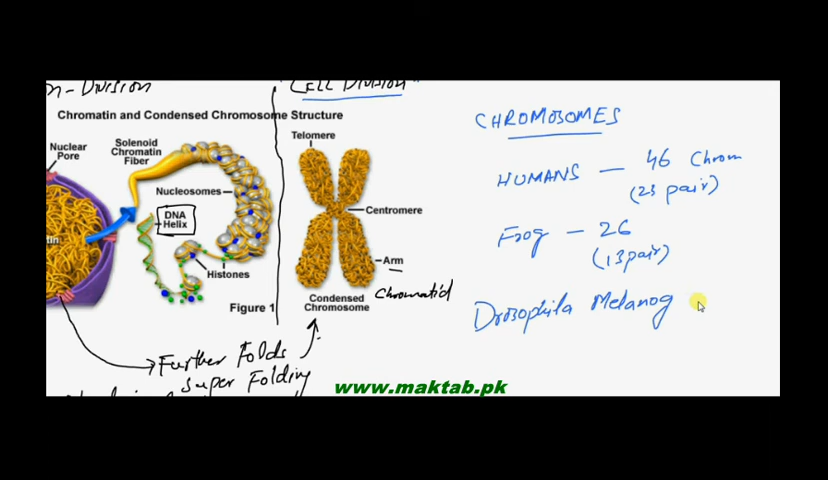 n-Division
CELL DIVISION
Chromatin and Condensed Chromosome Structure
Nuclear
Pore
Solenoid
Chromatin
Fiber
Nucleosomes
DNA
Helix
tin
Histones
Figure 1
Telomere
Centromere
Arm
Chromatid
Condensed
Chromosome
Further Folds
Super Folding
CHROMOSOMES
HUMANS — 46 Chrom
(23 pair)
Frog — 26
(13 pair)
Drosophila Melanog
www.maktab.pk